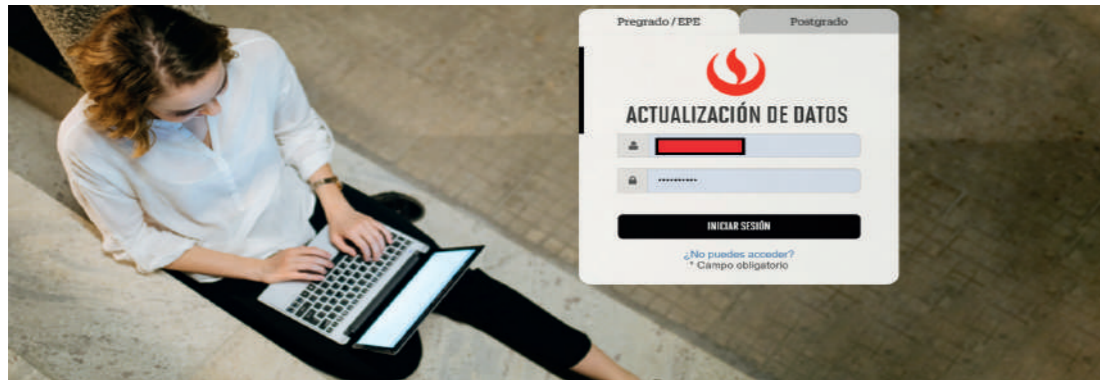 Pregrado / EPE
Postgrado
ACTUALIZACIÓN DE DATOS
INICIAR SESIÓN
¿No puedes acceder?
* Campo obligatorio